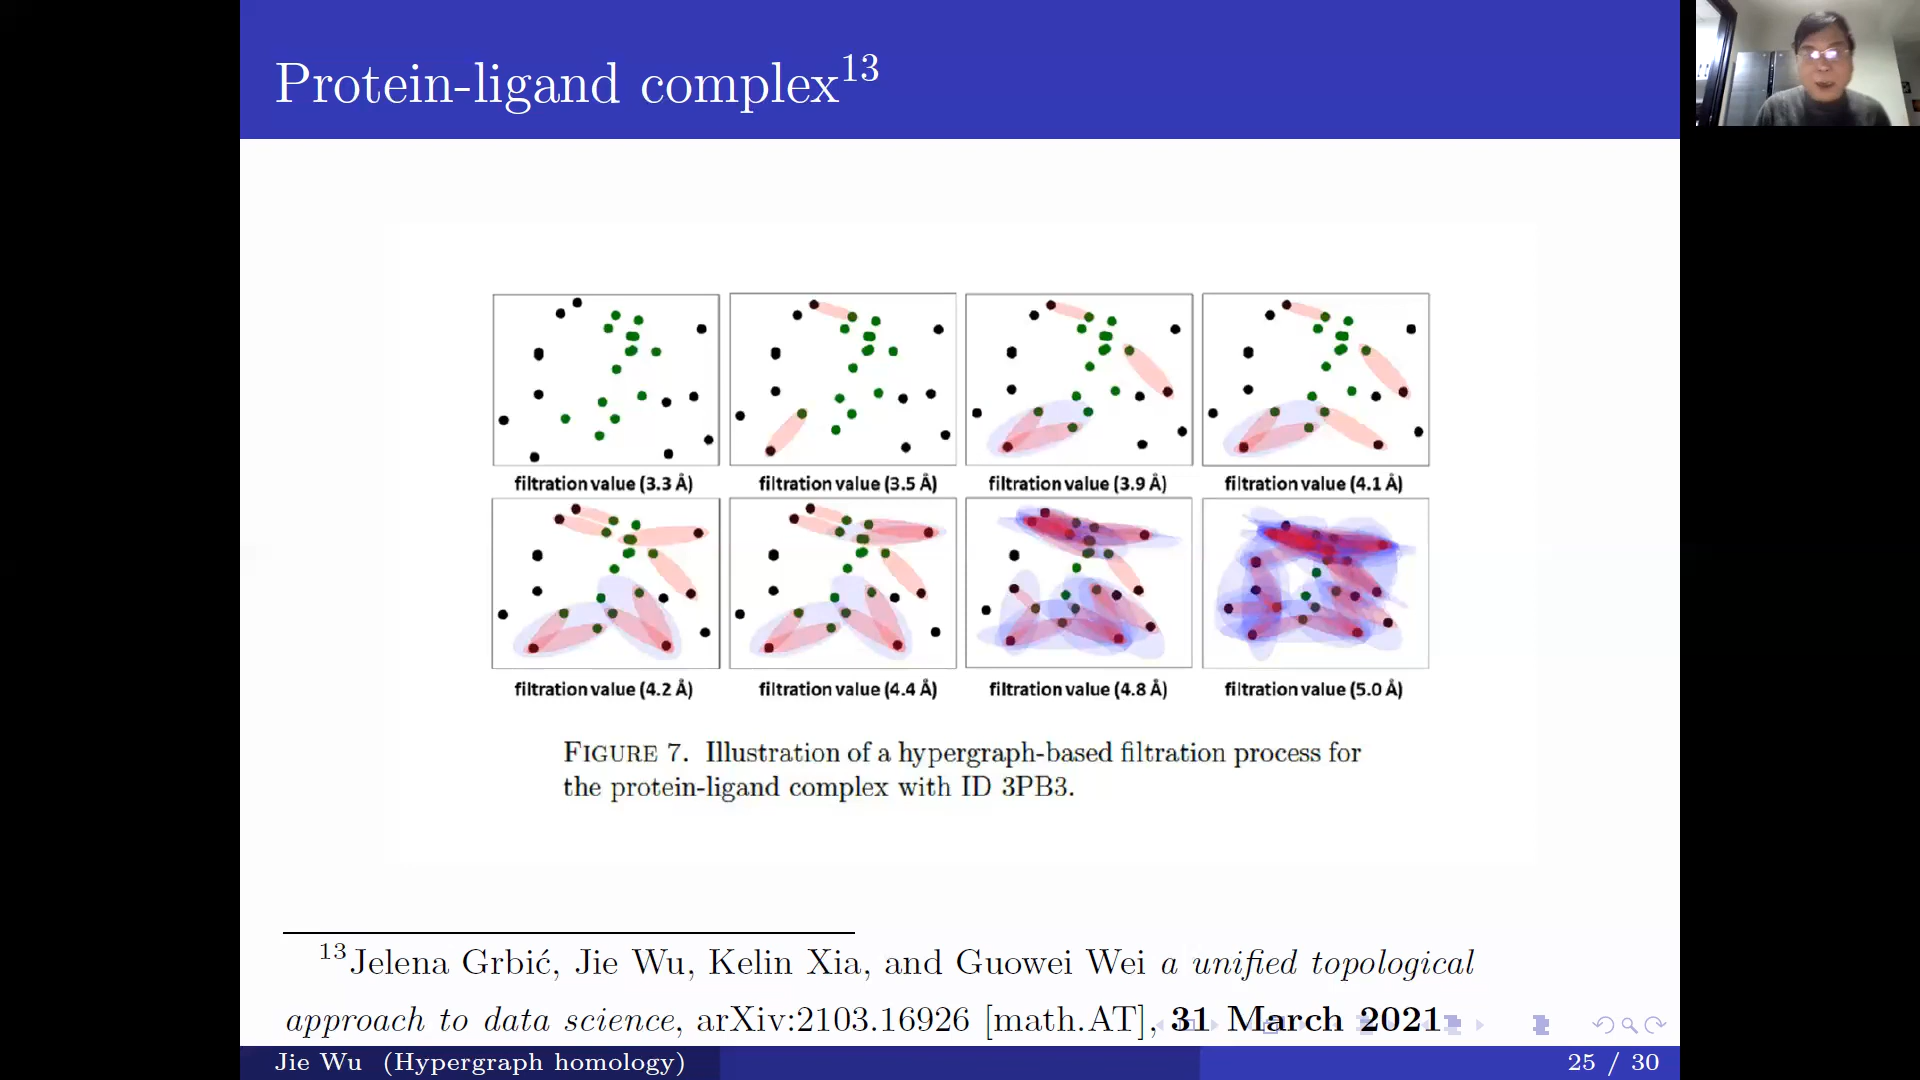 Protein-ligand complex13
filtration value (3.3 Å) filtration value (3.5 Å) filtration value (3.9 Å) filtration value (4.1 Å)
filtration value (4.2 Å) filtration value (4.4 Å) filtration value (4.8 Å) filtration value (5.0 Å)
FIGURE 7. Illustration of a hypergraph-based filtration process for
the protein-ligand complex with ID 3PB3.
13Jelena Grbić, Jie Wu, Kelin Xia, and Guowei Wei a unified topological
approach to data science, arXiv:2103.16926 [math.AT], 31 March 2021
Jie Wu (Hypergraph homology) 25 / 30